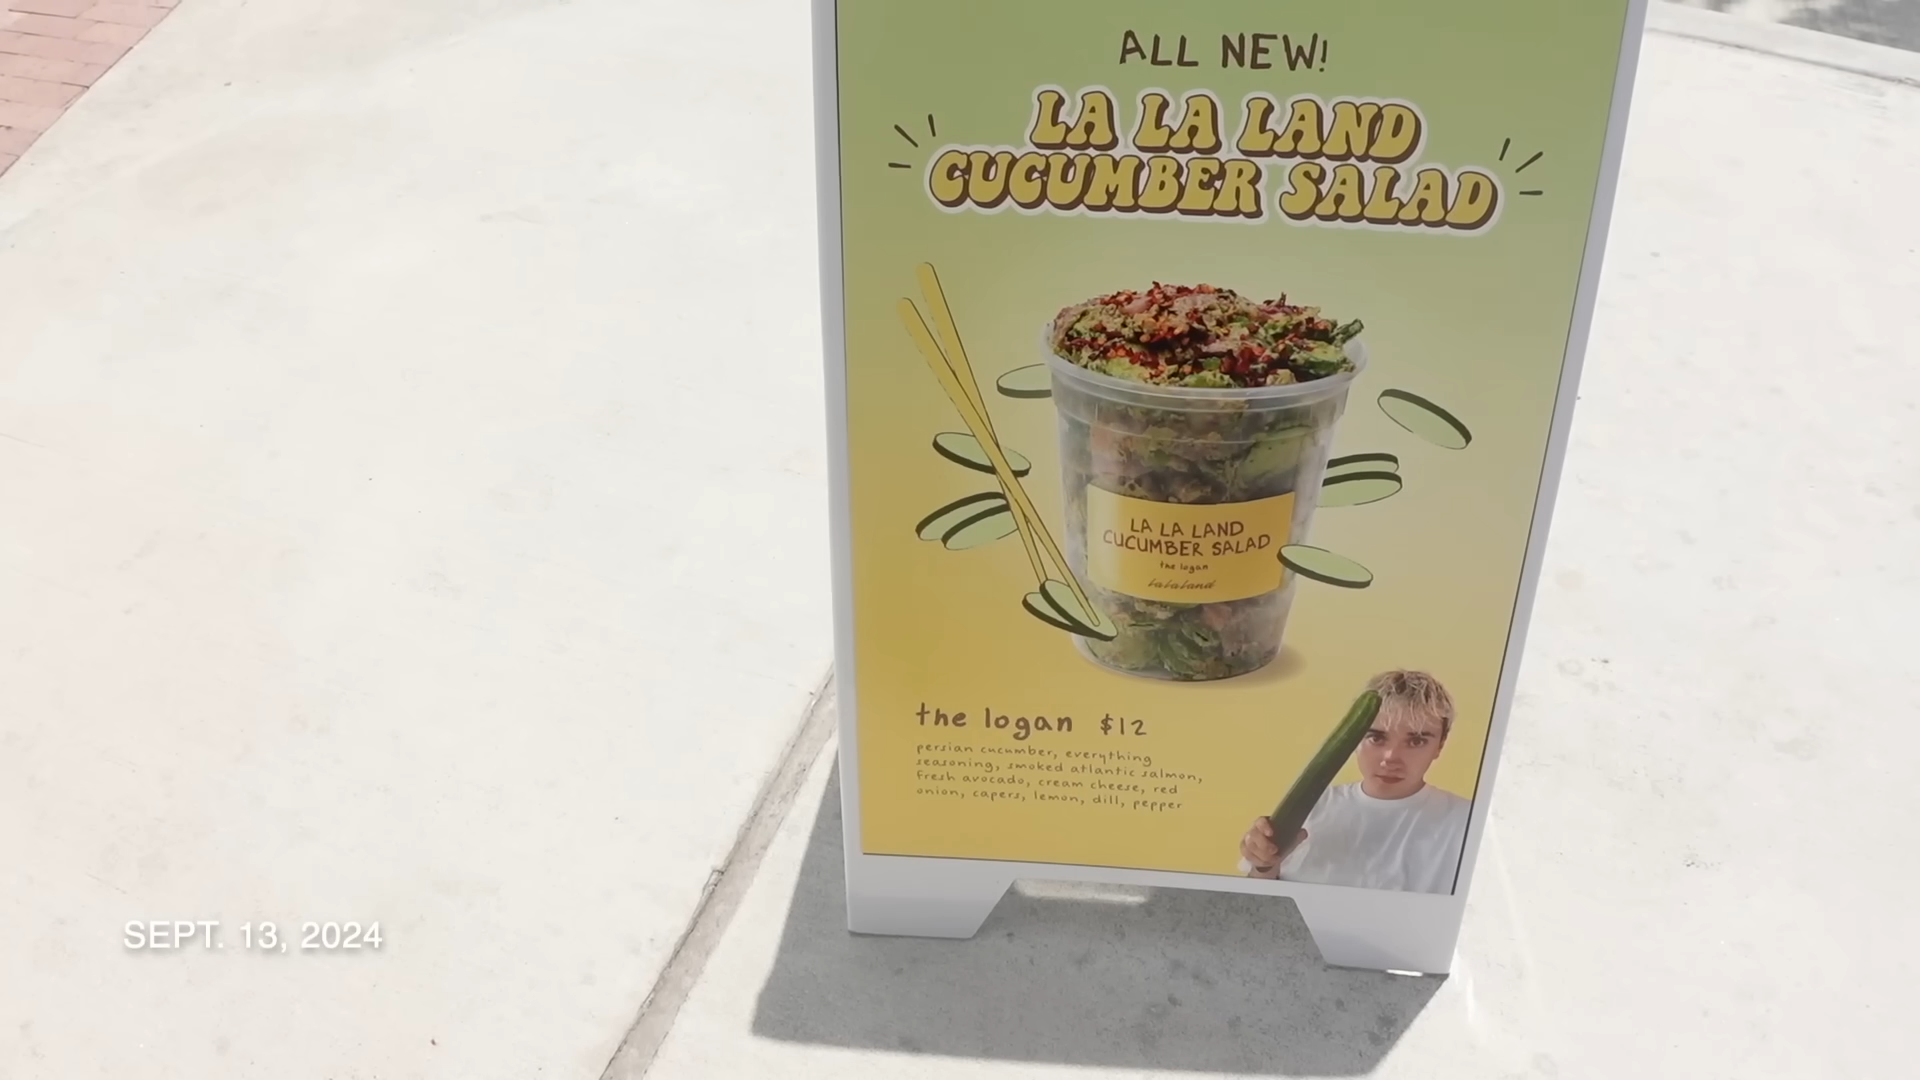 ALL NEW!
LA LA LAND
CUCUMBER SALAD
LA LA LAND
CUCUMBER SALAD
the logan
lalaland
the logan $12
persian cucumber, everything
seasoning, smoked atlantic salmon,
fresh avocado, cream cheese, red
onion, capers, lemon, dill, pepper
SEPT. 13, 2024